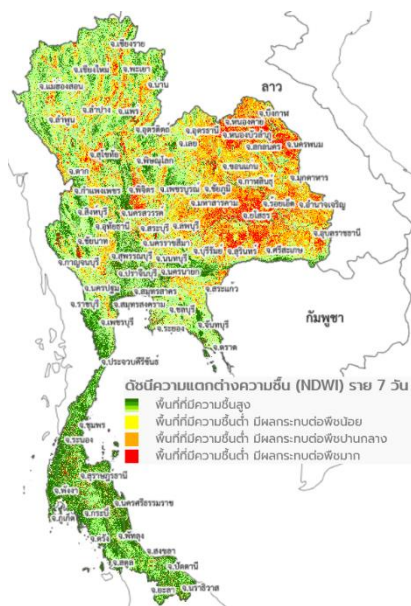 จ.เชียงราย
จ.เชียงใหม่
จ.พะเยา
จ.แม่ฮ่องสอน
จ.น่าน
ลาว
จ.ลำปาง
จ.แพร่
จ.บึงกาฬ
จ.ลำพูน
จ.อุตรดิตถ์
จ.อุดรธานี
จ.หนองคาย
จ.หนองบัวลำภู
จ.เลย
จ.สกลนคร
จ.นครพนม
จ.สุโขทัย
จ.พิษณุโลก
จ.ตาก
จ.ขอนแก่น
จ.กาฬสินธุ์
จ.มุกดาหาร
จ.กำแพงเพชร
จ.พิจิตร
จ.เพชรบูรณ์
จ.ชัยภูมิ
จ.มหาสารคาม
จ.ร้อยเอ็ด
จ.อำนาจเจริญ
จ.สิงห์บุรี
จ.นครสวรรค์
จ.ยโสธร
จ.อุทัยธานี
จ.สระบุรี
จ.ลพบุรี
จ.อุบลราชธานี
จ.ชัยนาท
จ.นครราชสีมา
จ.บุรีรัมย์
จ.สุรินทร์
จ.ศรีสะเกษ
จ.กาญจนบุรี
จ.สุพรรณบุรี
จ.นนทบุรี
จ.ปราจีนบุรี
จ.นครนายก
จ.สระแก้ว
จ.นครปฐม
จ.สมุทรสาคร
จ.ราชบุรี
จ.สมุทรสงคราม
จ.ชลบุรี
กัมพูชา
จ.เพชรบุรี
จ.ระยอง
จ.จันทบุรี
จ.ตราด
จ.ประจวบคีรีขันธ์
ดัชนีความแตกต่างความชื้น (NDWI) ราย 7 วัน
พื้นที่ที่มีความชื้นสูง
พื้นที่ที่มีความชื้นต่ำ มีผลกระทบต่อพืชน้อย
พื้นที่ที่มีความชื้นต่ำ มีผลกระทบต่อพืชปานกลาง
พื้นที่ที่มีความชื้นต่ำ มีผลกระทบต่อพืชมาก
จ.ชุมพร
จ.ระนอง
จ.สุราษฎร์ธานี
จ.พังงา
จ.นครศรีธรรมราช
จ.ภูเก็ต
จ.กระบี่
จ.ตรัง
จ.พัทลุง
จ.สงขลา
จ.สตูล
จ.ปัตตานี
จ.ยะลา
จ.นราธิวาส